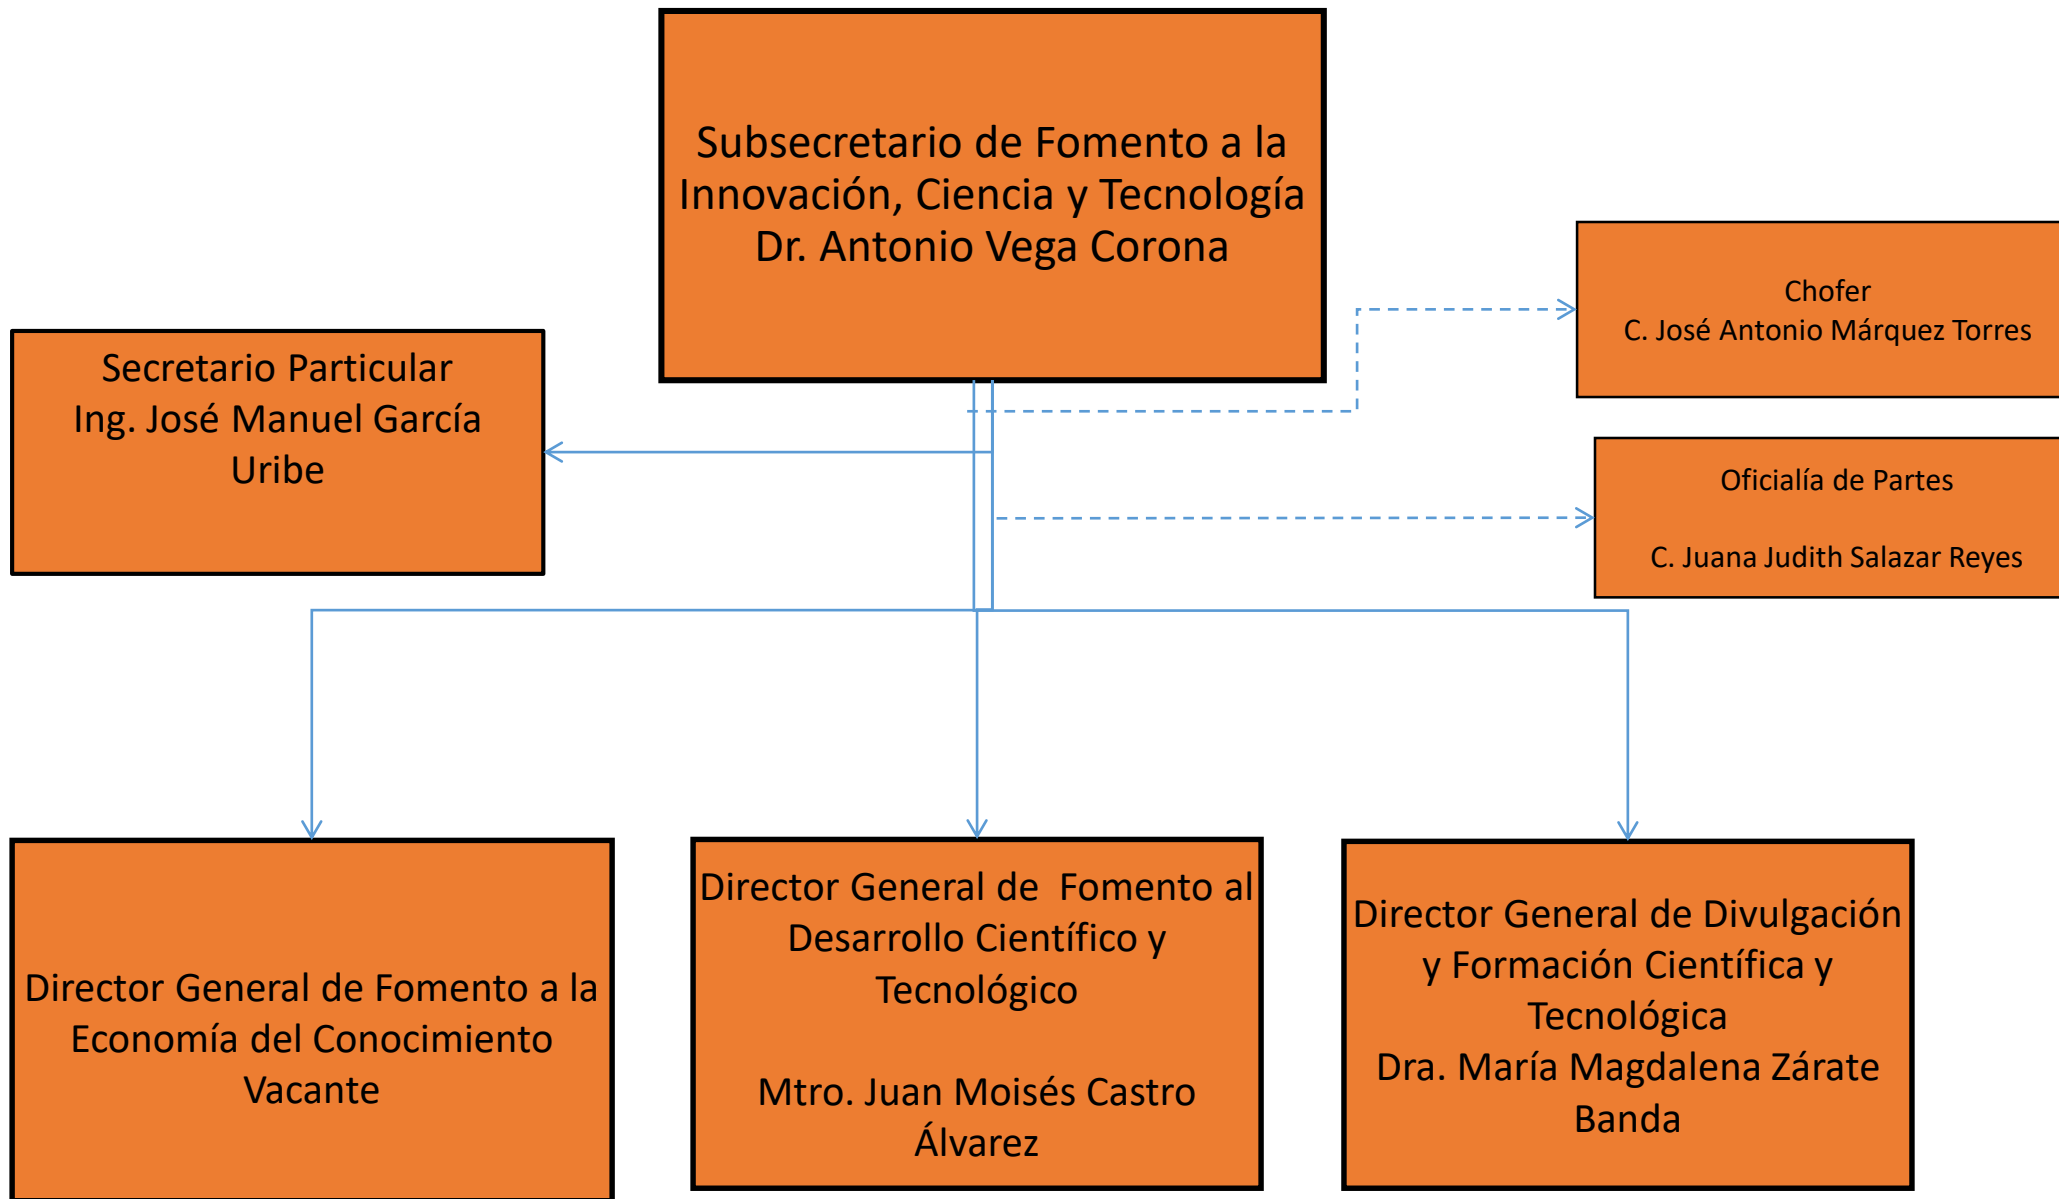 Subsecretario de Fomento a la
Innovación, Ciencia y Tecnología
Dr. Antonio Vega Corona
Chofer
C. José Antonio Márquez Torres
Secretario Particular
Ing. José Manuel García
Uribe
Oficialía de Partes
C. Juana Judith Salazar Reyes
Director General de Fomento a la
Economía del Conocimiento
Vacante
Director General de  Fomento al
Desarrollo Científico y
Tecnológico
Mtro. Juan Moisés Castro
Álvarez
Director General de Divulgación
y Formación Científica y
Tecnológica
Dra. María Magdalena Zárate
Banda